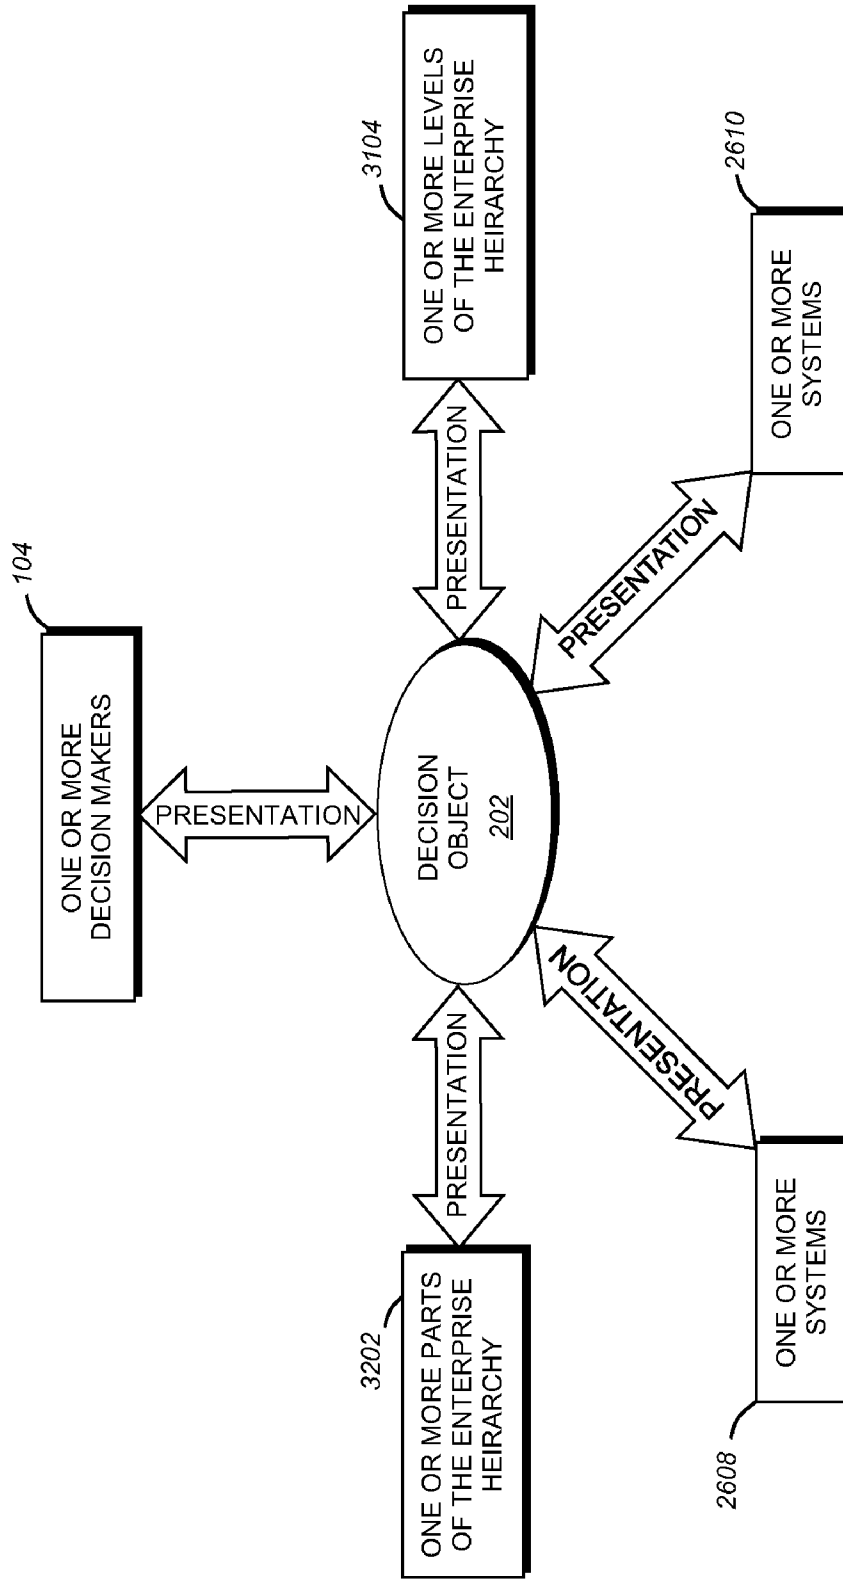 104
ONE OR MORE
DECISION MAKERS
PRESENTATION
3202
ONE OR MORE PARTS
OF THE ENTERPRISE
HEIRARCHY
PRESENTATION
DECISION
OBJECT
202
PRESENTATION
3104
ONE OR MORE LEVELS
OF THE ENTERPRISE
HEIRARCHY
PRESENTATION
PRESENTATION
2608
ONE OR MORE
SYSTEMS
2610
ONE OR MORE
SYSTEMS